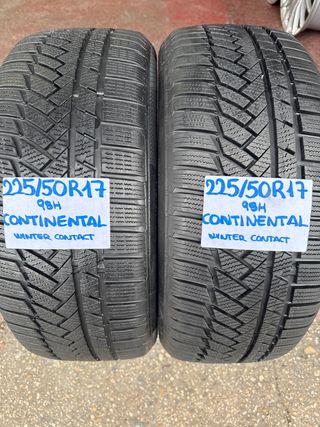 225/50R17
98H
CONTINENTAL
WINTER CONTACT
225/50R17
98H
CONTINENTAL
WINTER CONTACT